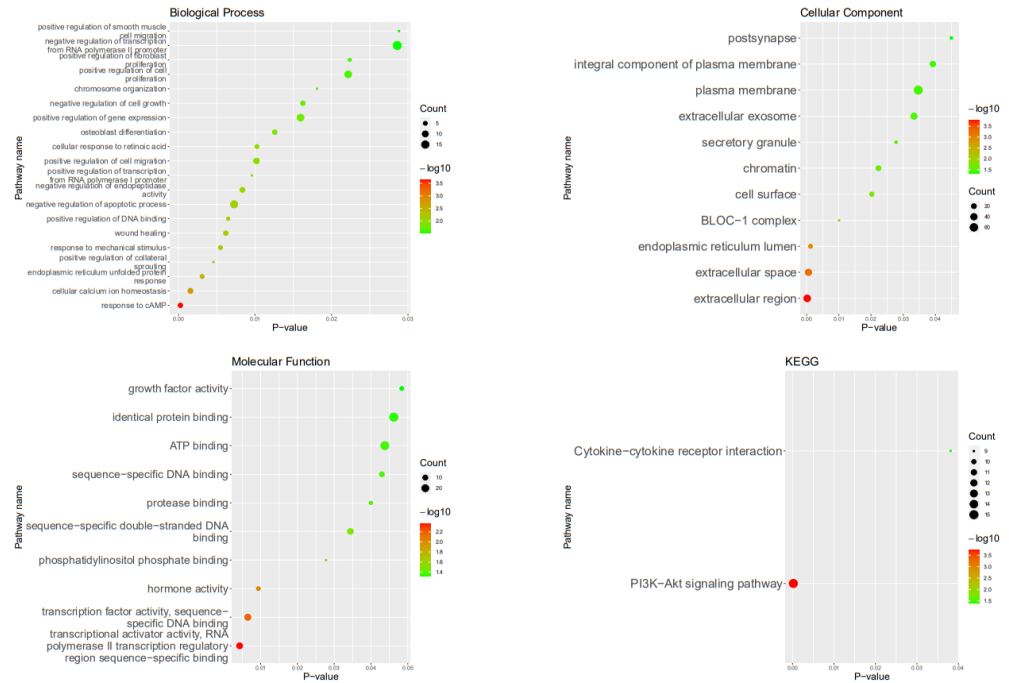 Biological Process
positive regulation of smooth muscle
cell migration
negative regulation of transcription
from RNA polymerase II promoter
positive regulation of fibroblast
proliferation
positive regulation of cell
proliferation
chromosome organization
negative regulation of cell growth
positive regulation of gene expression
osteoblast differentiation
cellular response to retinoic acid
positive regulation of cell migration
positive regulation of transcription
from RNA polymerase I promoter
negative regulation of endopeptidase
activity
negative regulation of apoptotic process
positive regulation of DNA binding
wound healing
response to mechanical stimulus
positive regulation of collateral
sprouting
endoplasmic reticulum unfolded protein
response
cellular calcium ion homeostasis
response to cAMP
Pathway name
0.00 0.01 0.02 0.03
P−value
Count
5
10
15
−log10
3.5
3.0
2.5
2.0
Cellular Component
postsynapse
integral component of plasma membrane
plasma membrane
extracellular exosome
secretory granule
chromatin
cell surface
BLOC−1 complex
endoplasmic reticulum lumen
extracellular space
extracellular region
Pathway name
0.00 0.01 0.02 0.03 0.04
P−value
−log10
3.5
3.0
2.5
2.0
1.5
Count
20
40
60
Molecular Function
growth factor activity
identical protein binding
ATP binding
sequence−specific DNA binding
protease binding
sequence−specific double−stranded DNA
binding
phosphatidylinositol phosphate binding
hormone activity
transcription factor activity, sequence−
specific DNA binding
transcriptional activator activity, RNA
polymerase II transcription regulatory
region sequence−specific binding
Pathway name
0.01 0.02 0.03 0.04 0.05
P−value
Count
10
20
−log10
2.2
2.0
1.8
1.6
1.4
KEGG
Cytokine−cytokine receptor interaction
PI3K−Akt signaling pathway
Pathway name
0.00 0.01 0.02 0.03 0.04
P−value
Count
9
10
11
12
13
14
15
−log10
3.5
3.0
2.5
2.0
1.5